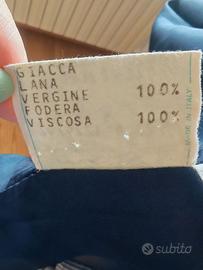 GIACCA
LANA
VERGINE 100%
FODERA
VISCOSA 100%
MADE IN ITALY
subito